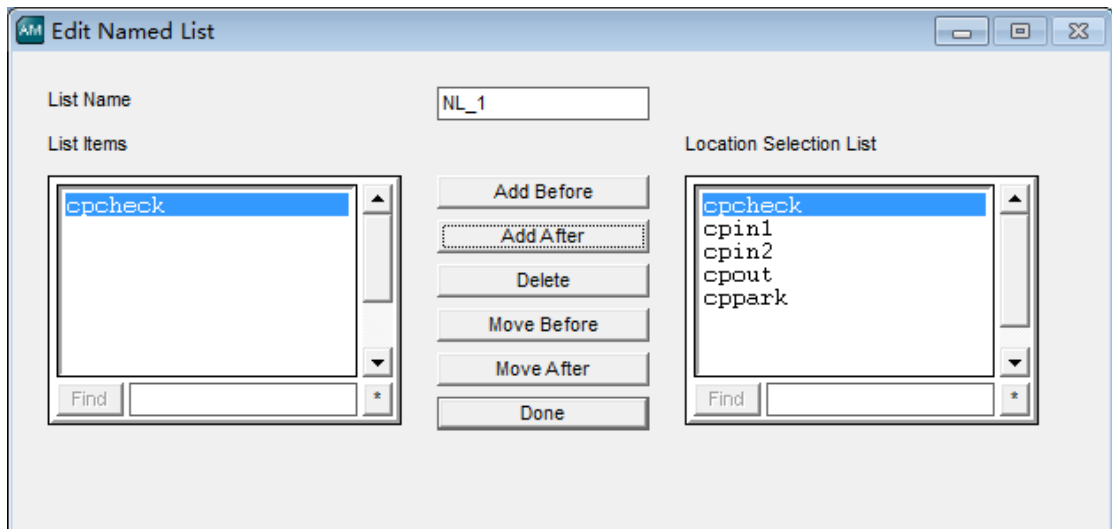 AM Edit Named List
List Name
NL_1
List Items
Location Selection List
cpcheck
Add Before
Add After
Delete
Move Before
Move After
Done
cpcheck
cpin1
cpin2
cpout
cppark
Find
*
Find
*